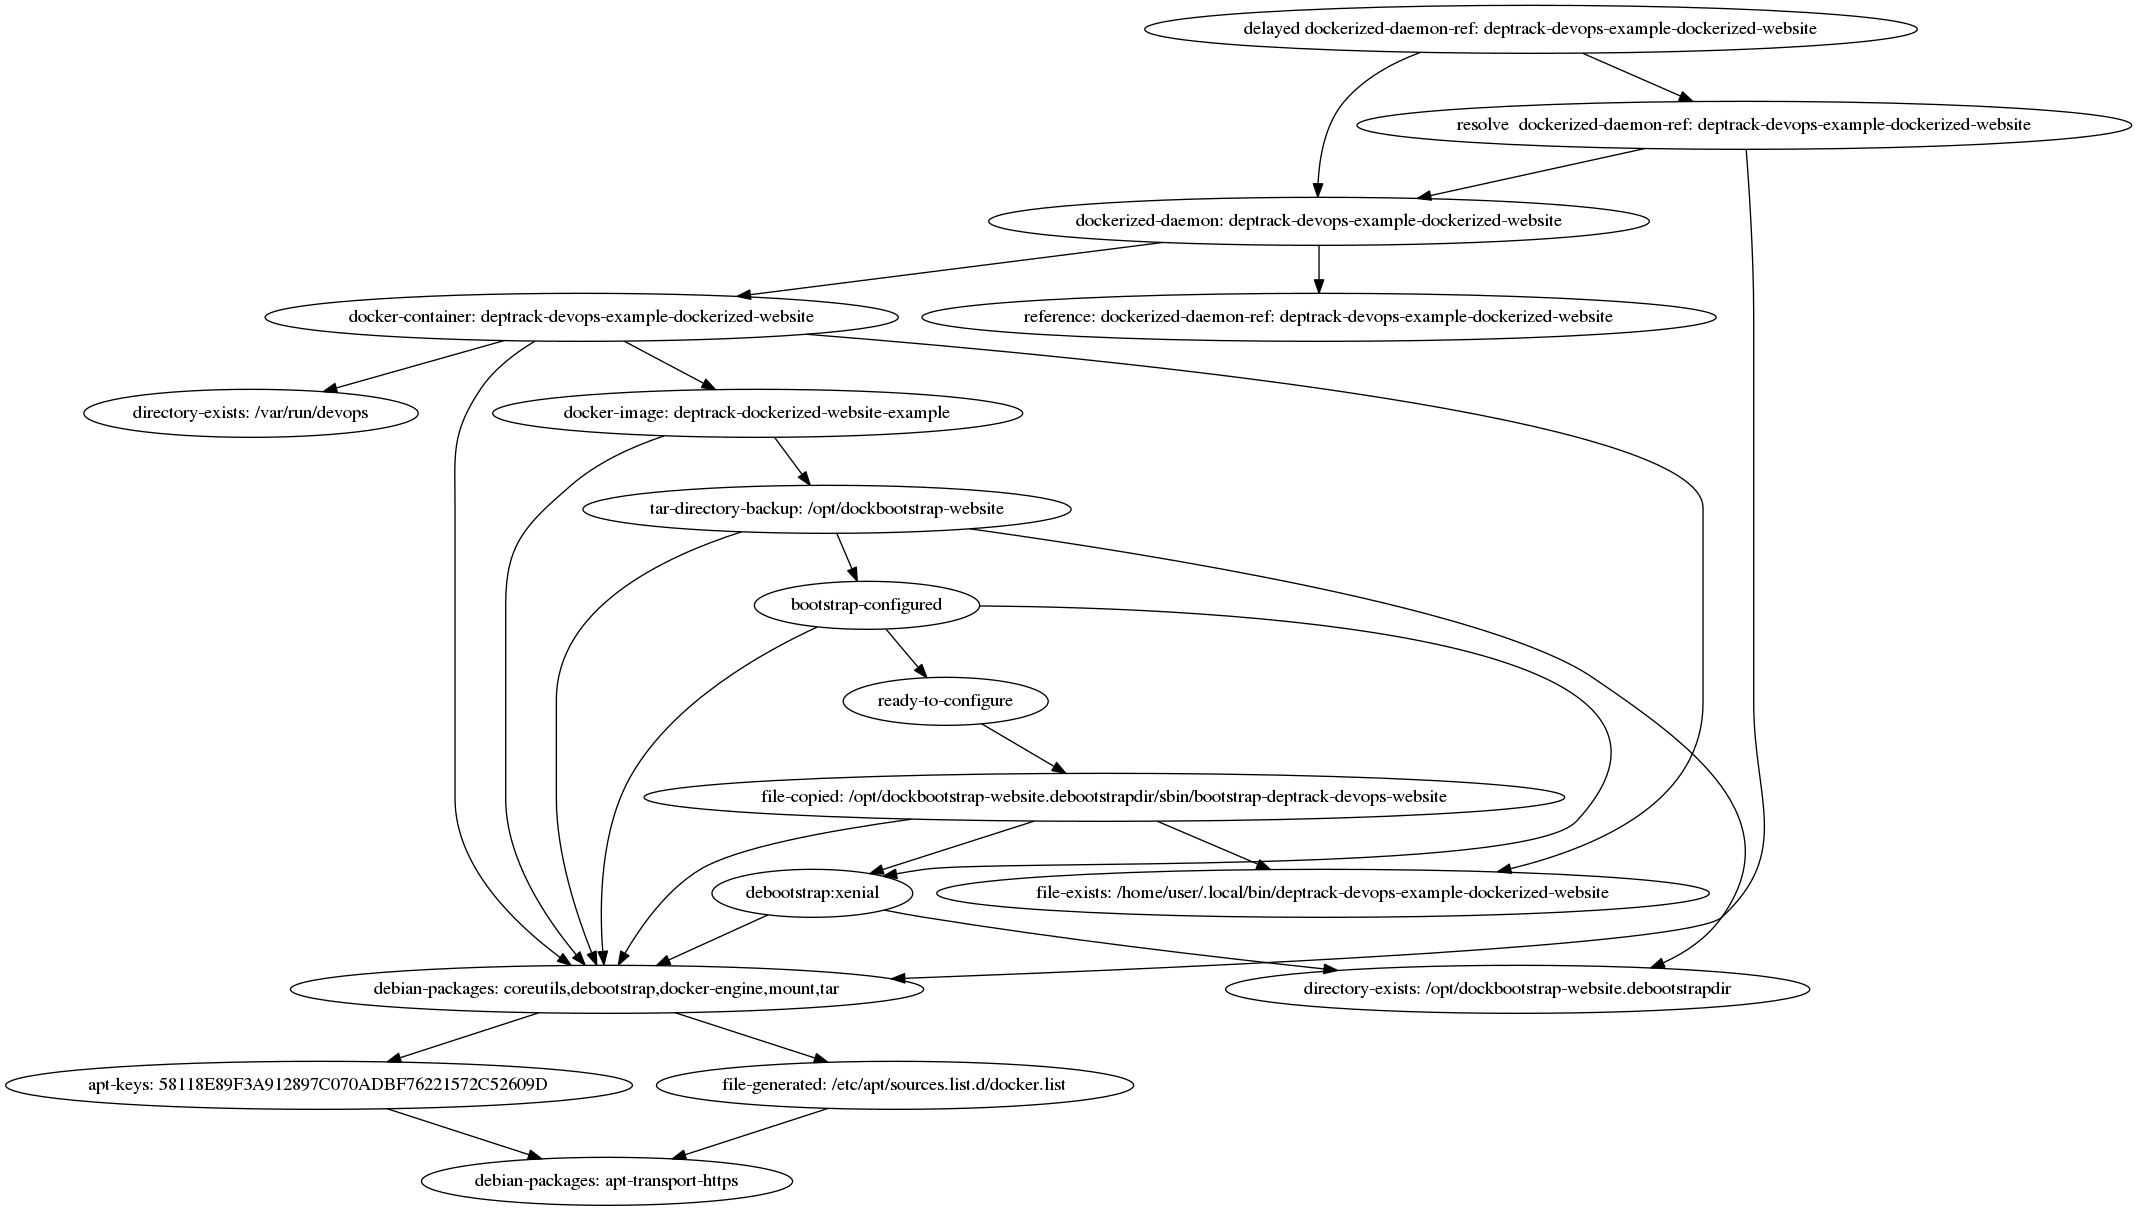 delayed dockerized-daemon-ref: deptrack-devops-example-dockerized-website
resolve  dockerized-daemon-ref: deptrack-devops-example-dockerized-website
dockerized-daemon: deptrack-devops-example-dockerized-website
docker-container: deptrack-devops-example-dockerized-website
reference: dockerized-daemon-ref: deptrack-devops-example-dockerized-website
directory-exists: /var/run/devops
docker-image: deptrack-dockerized-website-example
tar-directory-backup: /opt/dockbootstrap-website
bootstrap-configured
ready-to-configure
file-copied: /opt/dockbootstrap-website.debootstrapdir/sbin/bootstrap-deptrack-devops-website
debootstrap:xenial
file-exists: /home/user/.local/bin/deptrack-devops-example-dockerized-website
debian-packages: coreutils,debootstrap,docker-engine,mount,tar
directory-exists: /opt/dockbootstrap-website.debootstrapdir
apt-keys: 58118E89F3A912897C070ADBF76221572C52609D
file-generated: /etc/apt/sources.list.d/docker.list
debian-packages: apt-transport-https